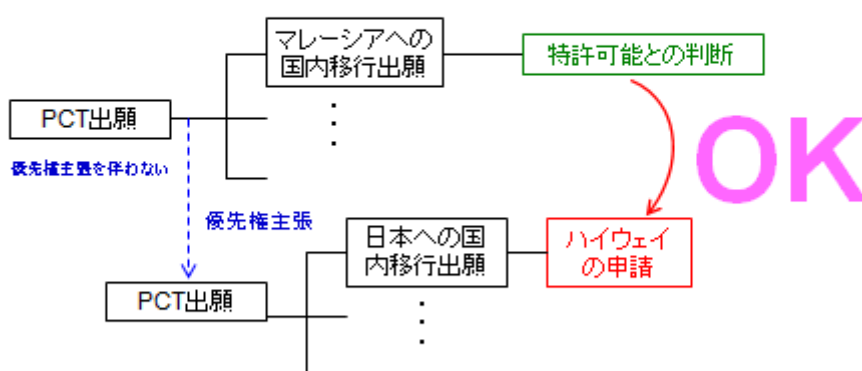 マレーシアへの
国内移行出願
特許可能との判断
PCT出願
優先権主張を伴わない
OK
優先権主張
日本への国
内移行出願
ハイウェイ
の申請
PCT出願